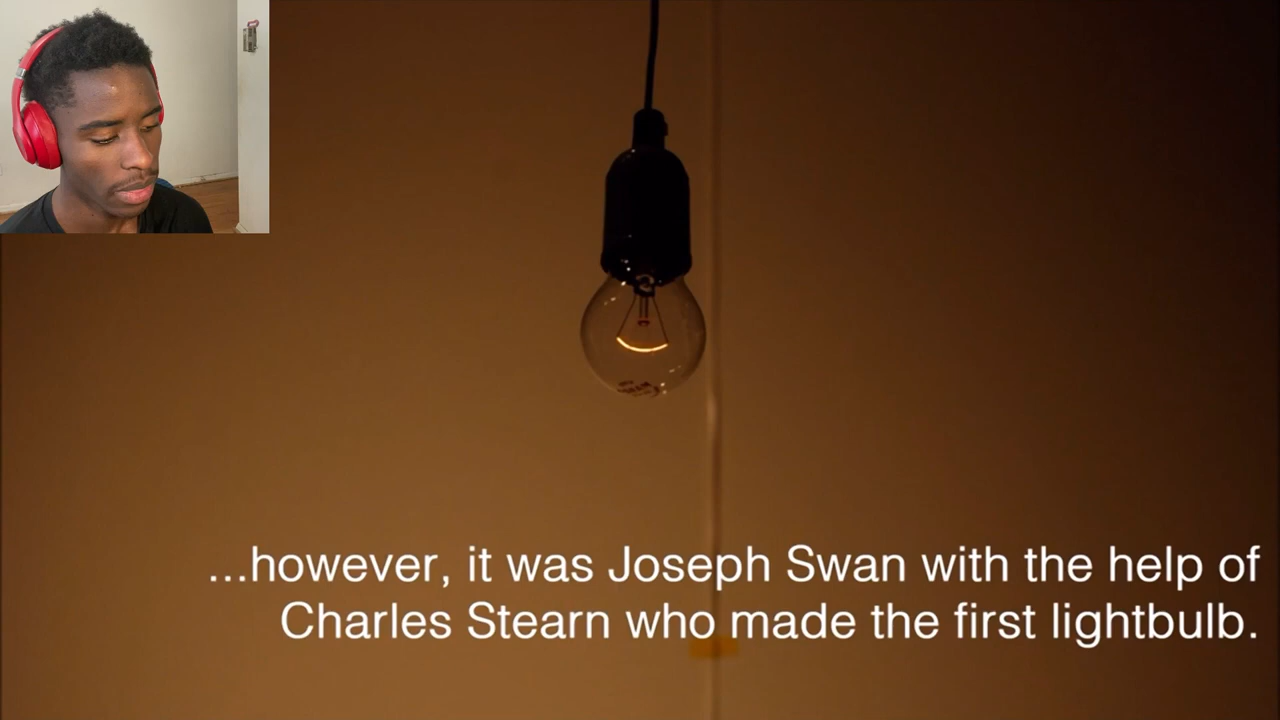 ...however, it was Joseph Swan with the help of
Charles Stearn who made the first lightbulb.